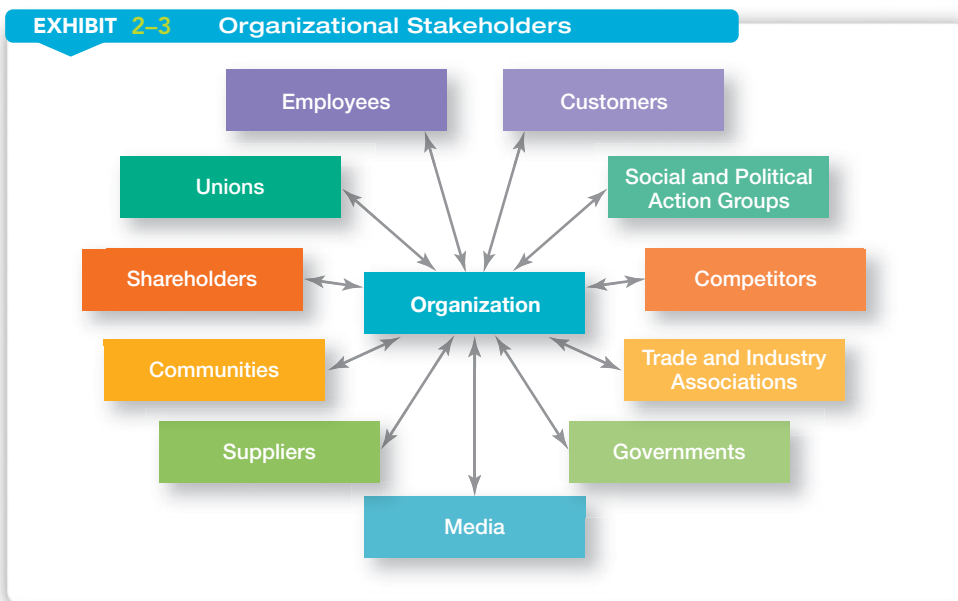 EXHIBIT 2–3 Organizational Stakeholders
Employees
Customers
Unions
Social and Political
Action Groups
Shareholders
Competitors
Organization
Communities
Trade and Industry
Associations
Suppliers
Governments
Media